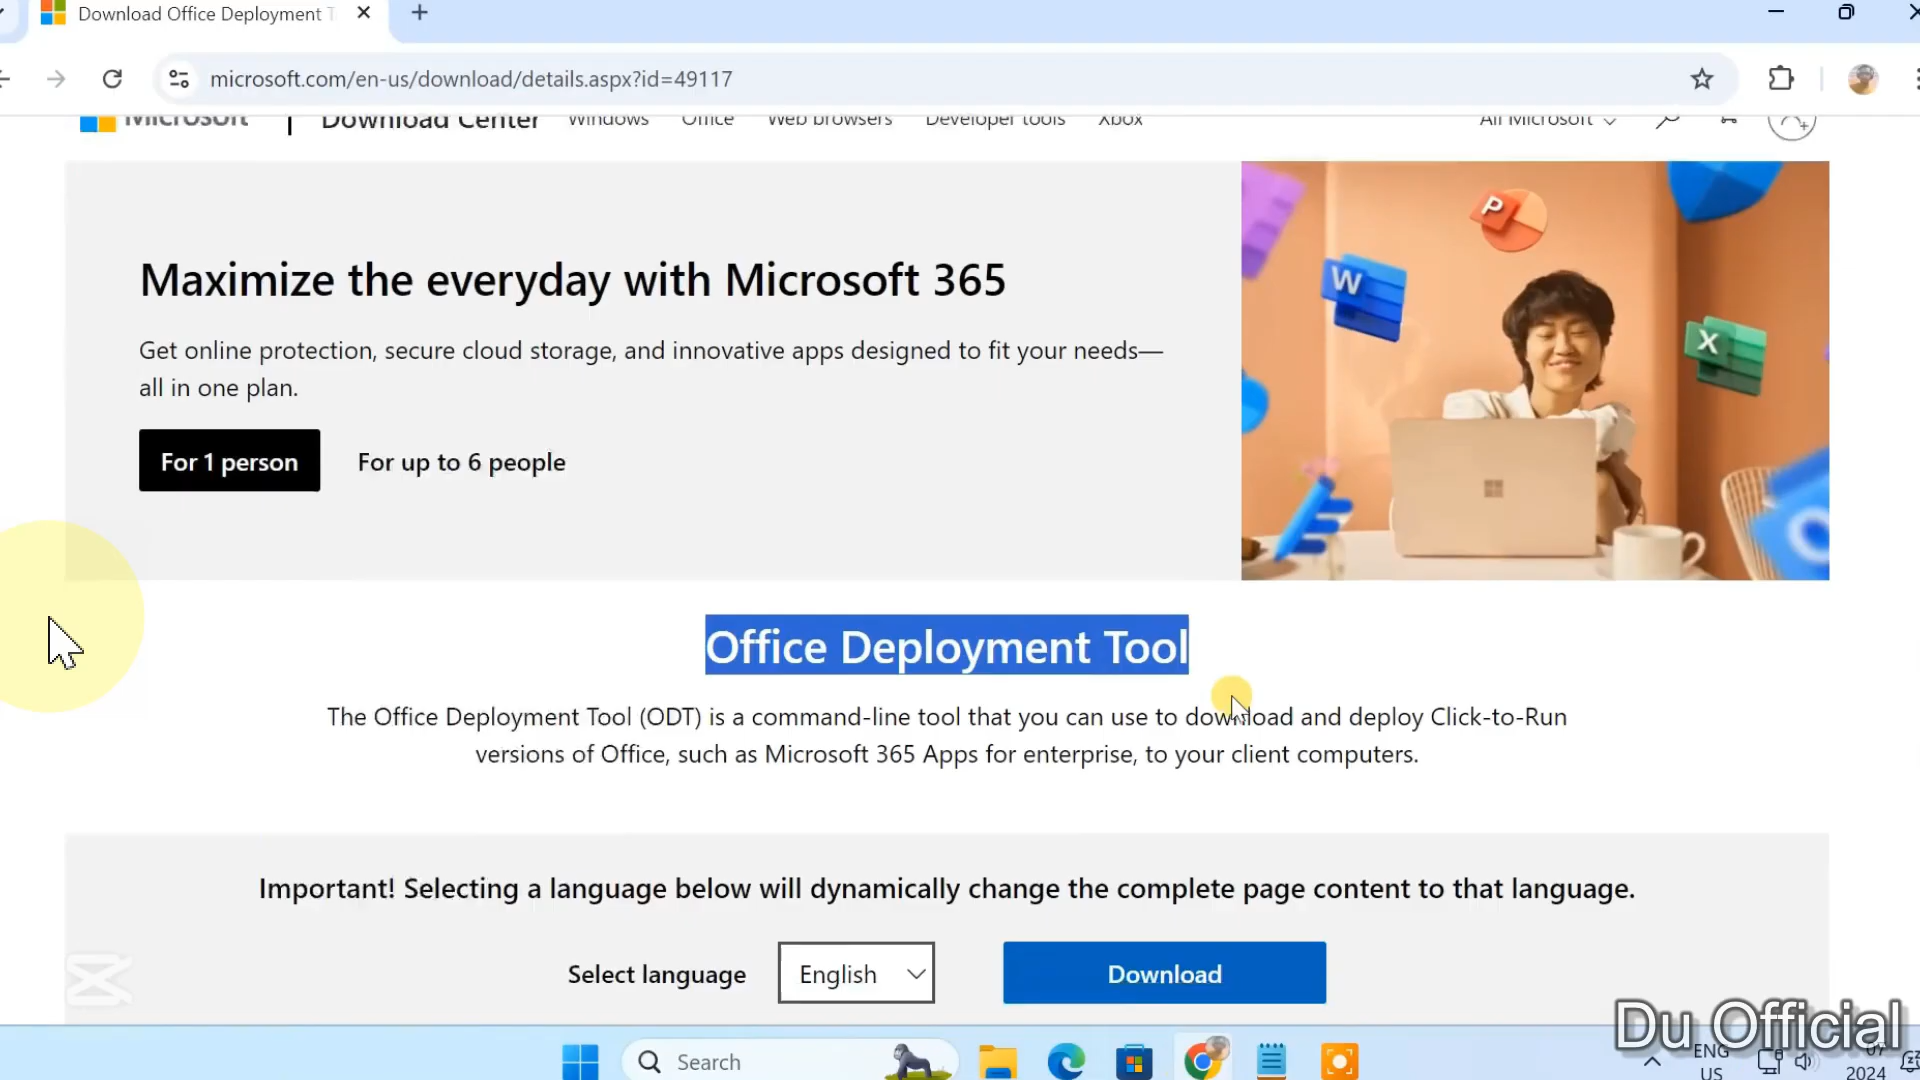 Download Office Deployment T
microsoft.com/en-us/download/details.aspx?id=49117
Microsoft | Download Center Windows Office Web browsers Developer tools Xbox All Microsoft
Maximize the everyday with Microsoft 365
Get online protection, secure cloud storage, and innovative apps designed to fit your needs—
all in one plan.
For 1 person For up to 6 people
P
W
X
Office Deployment Tool
The Office Deployment Tool (ODT) is a command-line tool that you can use to download and deploy Click-to-Run
versions of Office, such as Microsoft 365 Apps for enterprise, to your client computers.
Important! Selecting a language below will dynamically change the complete page content to that language.
Select language English Download
Du Official
Search
ENG
US
2024